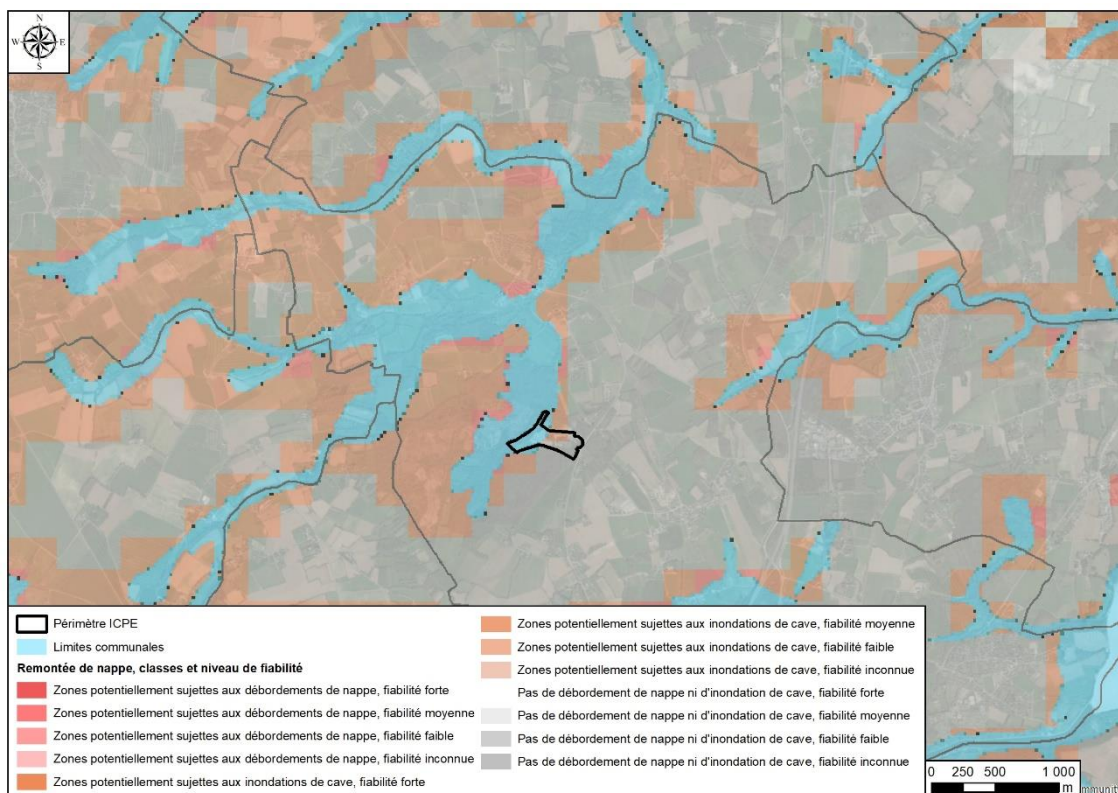 N
W E
S
Périmètre ICPE
Limites communales
Remontée de nappe, classes et niveau de fiabilité
Zones potentiellement sujettes aux débordements de nappe, fiabilité forte
Zones potentiellement sujettes aux débordements de nappe, fiabilité moyenne
Zones potentiellement sujettes aux débordements de nappe, fiabilité faible
Zones potentiellement sujettes aux débordements de nappe, fiabilité inconnue
Zones potentiellement sujettes aux inondations de cave, fiabilité forte
Zones potentiellement sujettes aux inondations de cave, fiabilité moyenne
Zones potentiellement sujettes aux inondations de cave, fiabilité faible
Zones potentiellement sujettes aux inondations de cave, fiabilité inconnue
Pas de débordement de nappe ni d'inondation de cave, fiabilité forte
Pas de débordement de nappe ni d'inondation de cave, fiabilité moyenne
Pas de débordement de nappe ni d'inondation de cave, fiabilité faible
Pas de débordement de nappe ni d'inondation de cave, fiabilité inconnue
0 250 500 1 000
m
mmunit